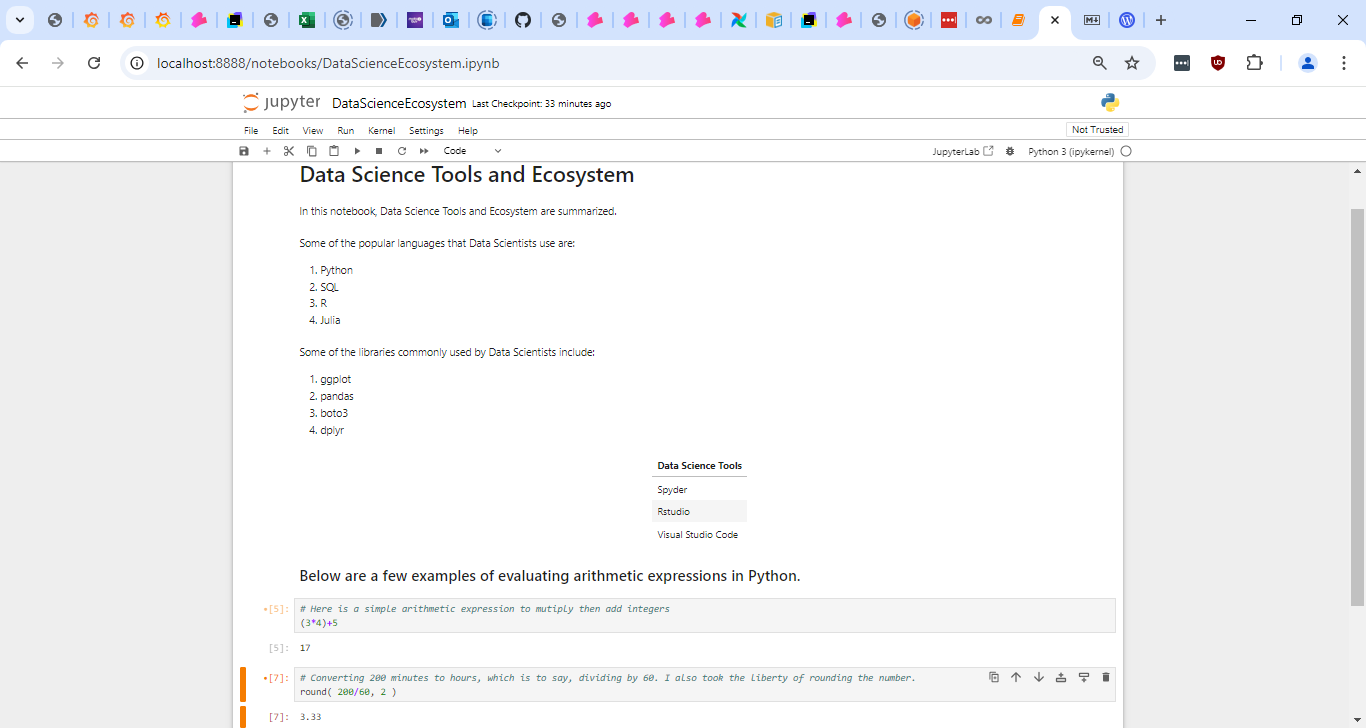 localhost:8888/notebooks/DataScienceEcosystem.ipynb
jupyter DataScienceEcosystem Last Checkpoint: 33 minutes ago
File Edit View Run Kernel Settings Help
Not Trusted
Code
JupyterLab
Python 3 (ipykernel)
Data Science Tools and Ecosystem
In this notebook, Data Science Tools and Ecosystem are summarized.
Some of the popular languages that Data Scientists use are:
1. Python
2. SQL
3. R
4. Julia
Some of the libraries commonly used by Data Scientists include:
1. ggplot
2. pandas
3. boto3
4. dplyr
Data Science Tools
Spyder
Rstudio
Visual Studio Code
Below are a few examples of evaluating arithmetic expressions in Python.
•[5]: # Here is a simple arithmetic expression to mutiply then add integers
(3*4)+5
[5]: 17
•[7]: # Converting 200 minutes to hours, which is to say, dividing by 60. I also took the liberty of rounding the number.
round( 200/60, 2 )
[7]: 3.33